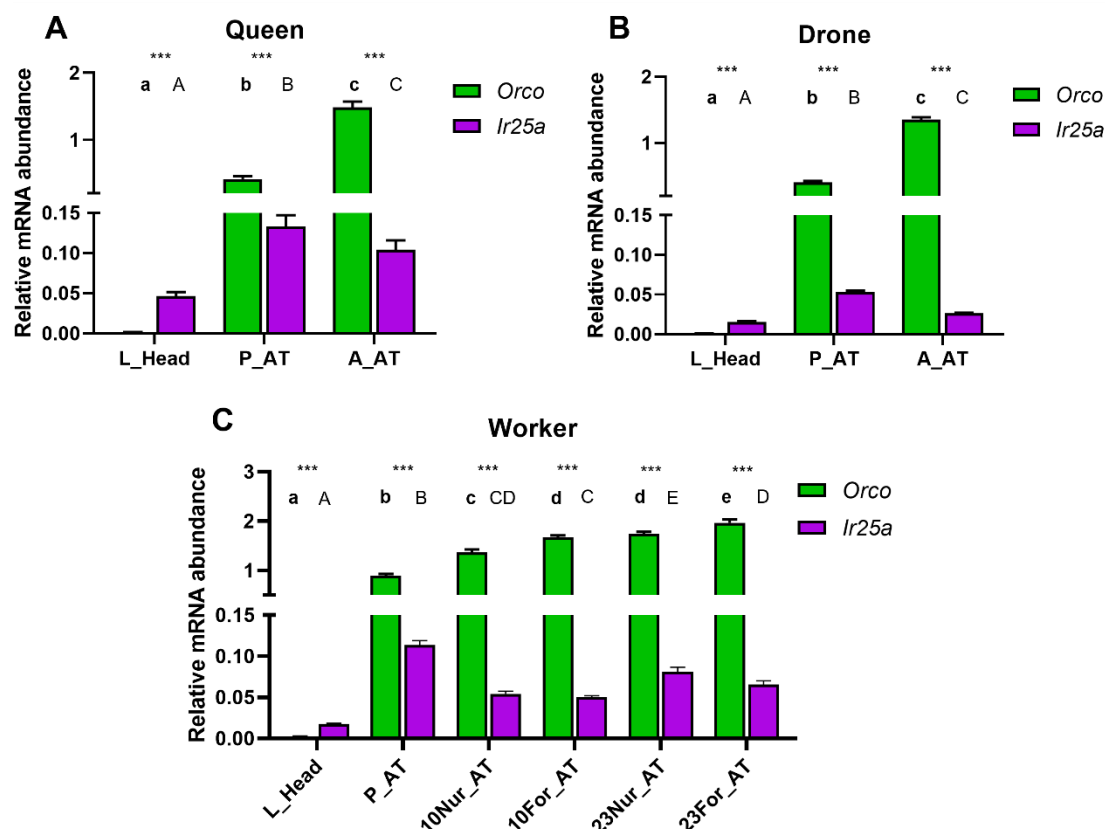 A
Queen
*** *** ***
a A b B c C
Orco
Ir25a
Relative mRNA abundance
2
1
0.15
0.10
0.05
0.00
L_Head P_AT A_AT
B
Drone
*** *** ***
a A b B c C
Orco
Ir25a
Relative mRNA abundance
2
1
0.15
0.10
0.05
0.00
L_Head P_AT A_AT
C
Worker
*** *** *** *** *** ***
a A b B c CD d C d E e D
Orco
Ir25a
Relative mRNA abundance
3
2
1
0.15
0.10
0.05
0.00
L_Head P_AT 10Nur_AT 10For_AT 23Nur_AT 23For_AT